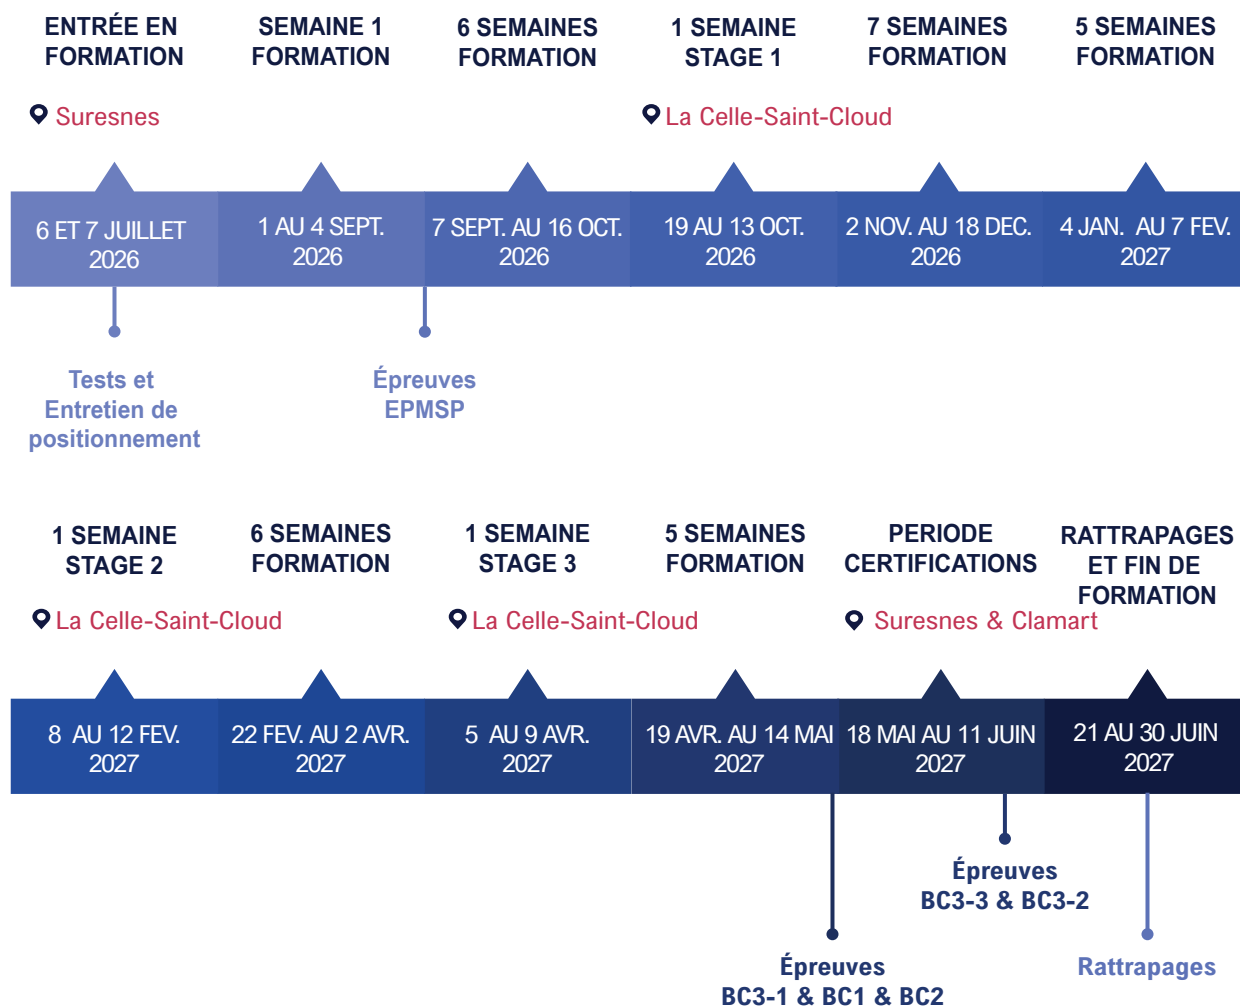 ENTRÉE EN
FORMATION
SEMAINE 1
FORMATION
6 SEMAINES
FORMATION
1 SEMAINE
STAGE 1
7 SEMAINES
FORMATION
5 SEMAINES
FORMATION
Suresnes
La Celle-Saint-Cloud
6 ET 7 JUILLET
2026
1 AU 4 SEPT.
2026
7 SEPT. AU 16 OCT.
2026
19 AU 13 OCT.
2026
2 NOV. AU 18 DEC.
2026
4 JAN. AU 7 FEV.
2027
Tests et
Entretien de
positionnement
Épreuves
EPMSP
1 SEMAINE
STAGE 2
6 SEMAINES
FORMATION
1 SEMAINE
STAGE 3
5 SEMAINES
FORMATION
PERIODE
CERTIFICATIONS
RATTRAPAGES
ET FIN DE
FORMATION
La Celle-Saint-Cloud
La Celle-Saint-Cloud
Suresnes & Clamart
8 AU 12 FEV.
2027
22 FEV. AU 2 AVR.
2027
5 AU 9 AVR.
2027
19 AVR. AU 14 MAI
2027
18 MAI AU 11 JUIN
2027
21 AU 30 JUIN
2027
Épreuves
BC3-3 & BC3-2
Épreuves
BC3-1 & BC1 & BC2
Rattrapages